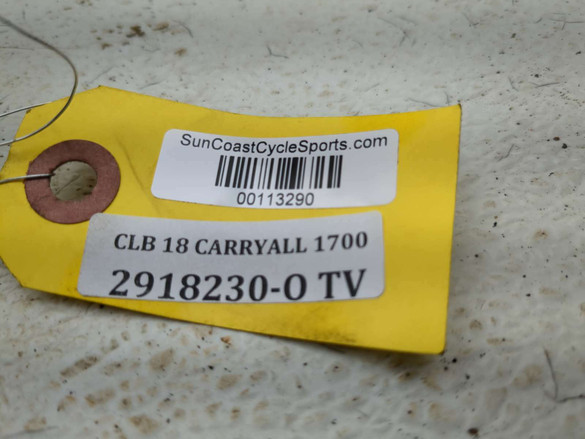 SunCoastCycleSports.com
00113290
CLB 18 CARRYALL 1700
2918230-O TV